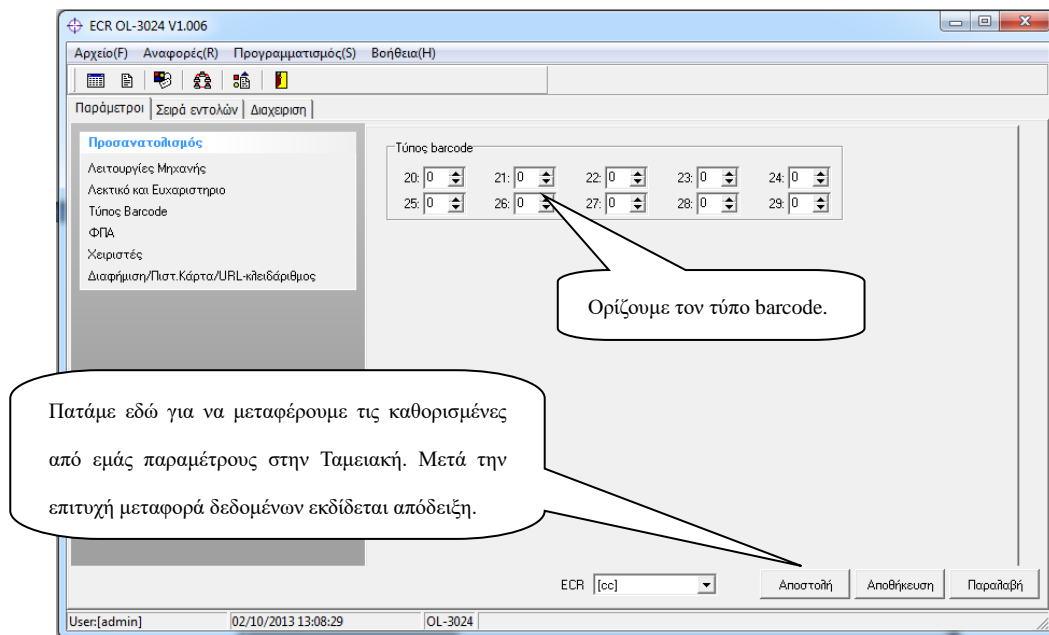 ECR OL-3024 V1.006
Αρχείο(F) Αναφορές(R) Προγραμματισμός(S) Βοήθεια(H)
Παράμετροι Σειρά εντολών Διαχειριση
Προσανατολισμός
Λειτουργίες Μηχανής
Λεκτικό και Ευχαριστηριο
Τύπος Barcode
ΦΠΑ
Χειριστές
Διαφήμιση/Πιστ.Κάρτα/URL-κλειδάριθμος
Τύπος barcode
20: 0 21: 0 22: 0 23: 0 24: 0
25: 0 26: 0 27: 0 28: 0 29: 0
Ορίζουμε τον τύπο barcode.
Πατάμε εδώ για να μεταφέρουμε τις καθορισμένες
από εμάς παραμέτρους στην Ταμειακή. Μετά την
επιτυχή μεταφορά δεδομένων εκδίδεται απόδειξη.
ECR [cc] Αποστολή Αποθήκευση Παραλαβή
User:[admin] 02/10/2013 13:08:29 OL-3024